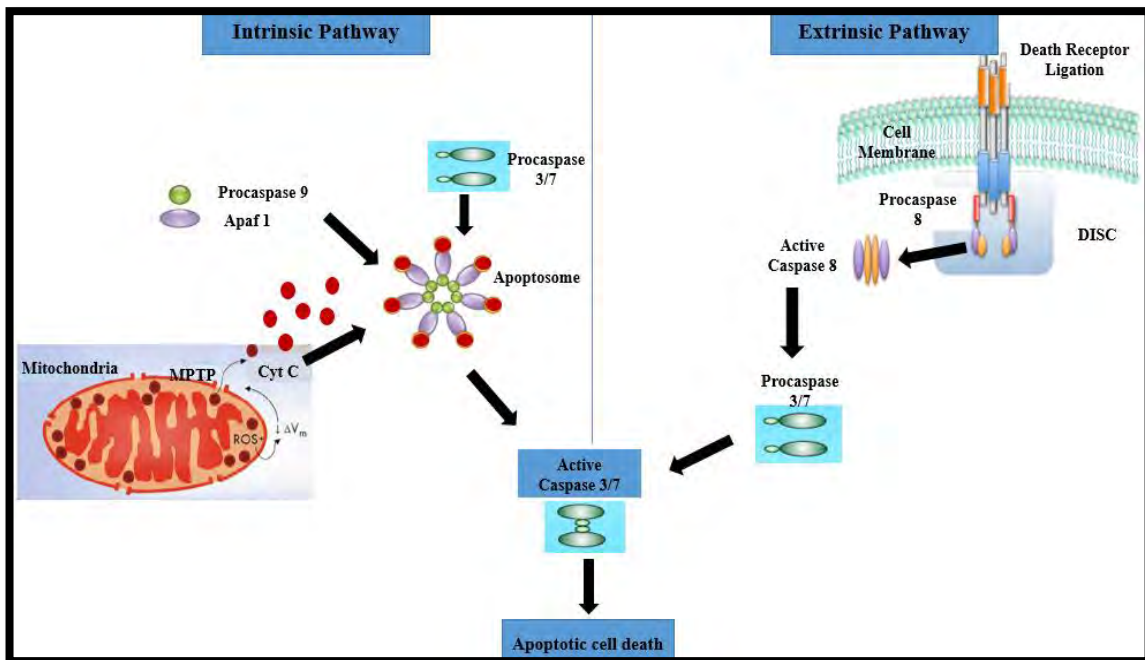 Intrinsic Pathway
Extrinsic Pathway
Death Receptor
Ligation
Cell
Membrane
Procaspase
3/7
Procaspase 9
Apaf 1
Procaspase
8
DISC
Active
Caspase 8
Apoptosome
Mitochondria
MPTP
Cyt C
ROS+
↓ ΔVm
Procaspase
3/7
Active
Caspase 3/7
Apoptotic cell death